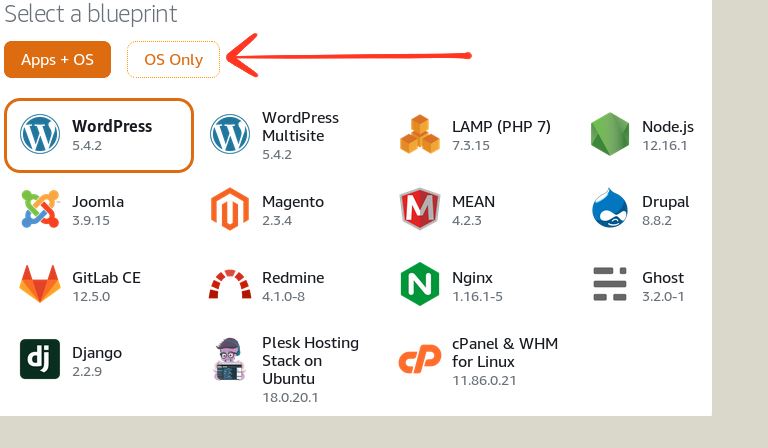 Select a blueprint
Apps + OS
OS Only
WordPress
5.4.2
WordPress
Multisite
5.4.2
LAMP (PHP 7)
7.3.15
Node.js
12.16.1
Joomla
3.9.15
Magento
2.3.4
MEAN
4.2.3
Drupal
8.8.2
GitLab CE
12.5.0
Redmine
4.1.0-8
Nginx
1.16.1-5
Ghost
3.2.0-1
dj
Django
2.2.9
Plesk Hosting
Stack on
Ubuntu
18.0.20.1
cP
cPanel & WHM
for Linux
11.86.0.21